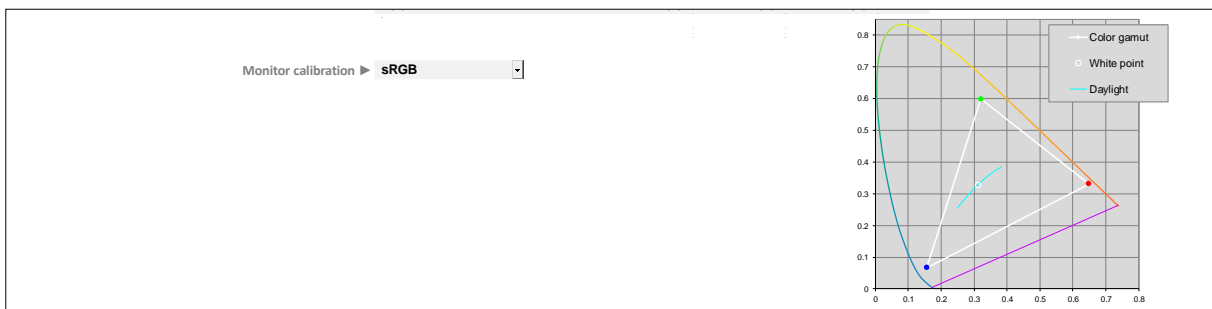 Monitor calibration ► sRGB
Color gamut
White point
Daylight
0.8
0.7
0.6
0.5
0.4
0.3
0.2
0.1
0
0 0.1 0.2 0.3 0.4 0.5 0.6 0.7 0.8